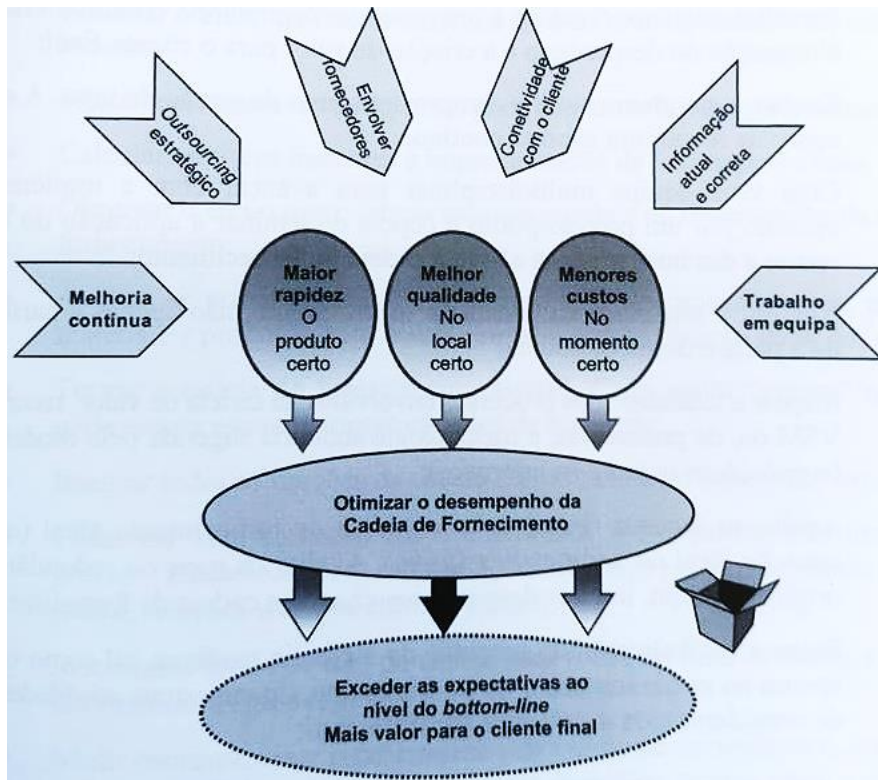 Outsourcing
estratégico
Envolver
fornecedores
Conetividade
com o cliente
Informação
atual
e correta
Melhoria
contínua
Maior
rapidez
O
produto
certo
Melhor
qualidade
No
local
certo
Menores
custos
No
momento
certo
Trabalho
em equipa
Otimizar o desempenho da
Cadeia de Fornecimento
Exceder as expectativas ao
nível do bottom-line
Mais valor para o cliente final